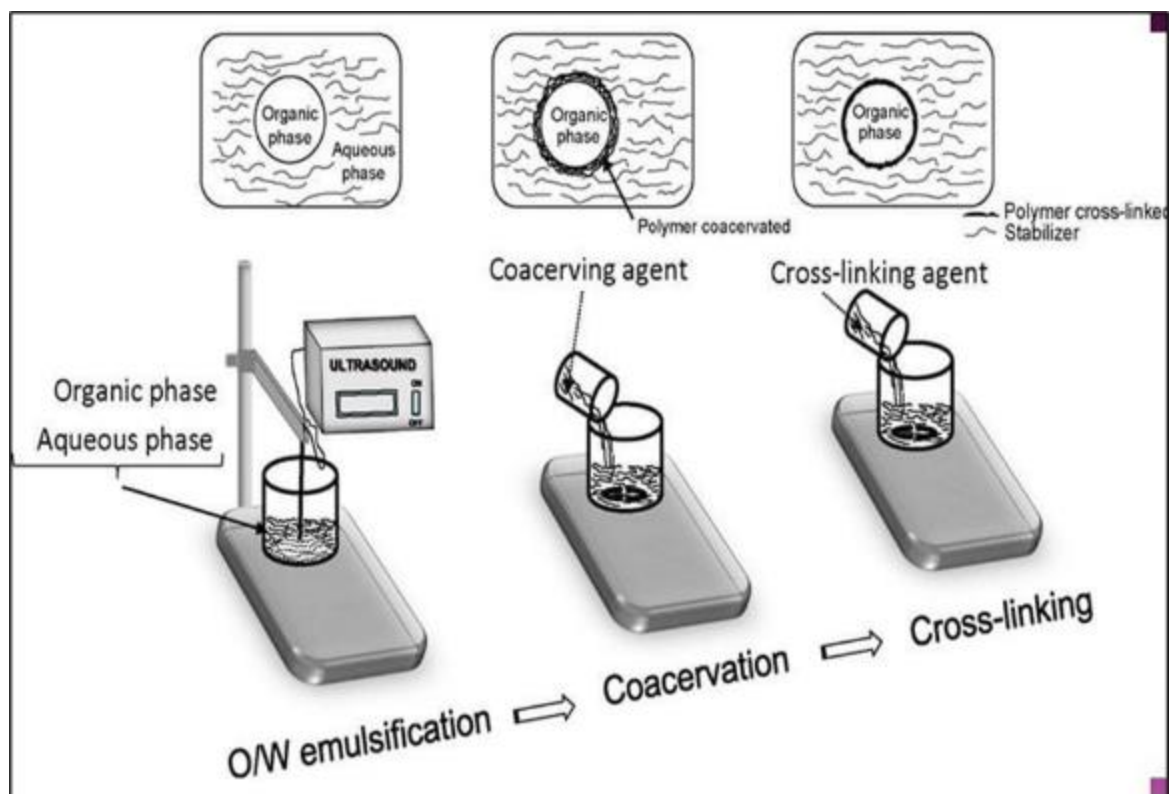 Organic
phase
Aqueous
phase
Organic
phase
Polymer coacervated
Organic
phase
Polymer cross-linked
Stabilizer
Coacerving agent
Cross-linking agent
ULTRASOUND
ON
OFF
Organic phase
Aqueous phase
O/W emulsification
Coacervation
Cross-linking